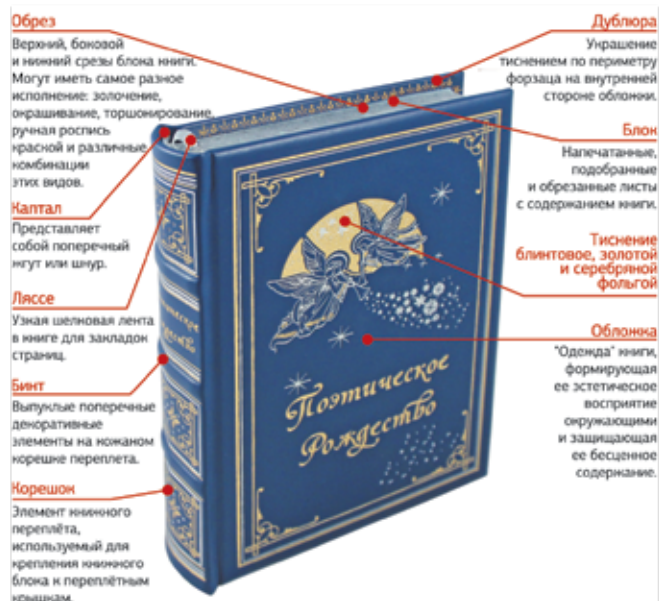 Обрез
Верхний, боковой
и нижний срезы блока книги.
Могут иметь самое разное
исполнение: золочение,
окрашивание, торшонирование,
ручная роспись
краской и различные
комбинации
этих видов.
Каптал
Представляет
собой поперечный
жгут или шнур.
Ляссе
Узкая шелковая лента
в книге для закладок
страниц.
Бинт
Выпуклые поперечные
декоративные
элементы на кожаном
корешке переплета.
Корешок
Элемент книжного
переплёта,
используемый для
крепления книжного
блока к переплётным
крышкам.
Дублюра
Украшение
тиснением по периметру
форзаца на внутренней
стороне обложки.
Блок
Напечатанные,
подобранные
и обрезанные листы
с содержанием книги.
Тиснение
блинтовое, золотой
и серебряной
фольгой
Обложка
"Одежда" книги,
формирующая
ее эстетическое
восприятие
окружающими
и защищающая
ее бесценное
содержание.
Поэтическое
Рождество